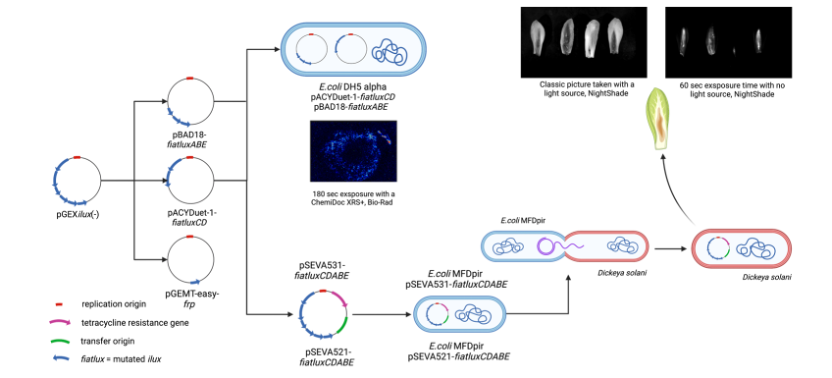 E.coli DH5 alpha
pACYDuet-1-fiatluxCD
pBAD18-fiatluxABE
Classic picture taken with a
light source, NightShade
60 sec exsposure time with no
light source, NightShade
pBAD18-
fiatluxABE
180 sec exsposure with a
ChemiDoc XRS+, Bio-Rad
pGEXilux(-)
pACYDuet-1-
fiatluxCD
E.coli MFDpir
Dickeya solani
Dickeya solani
pGEMT-easy-
frp
pSEVA531-
fiatluxCDABE
E.coli MFDpir
pSEVA531-fiatluxCDABE
replication origin
tetracycline resistance gene
transfer origin
fiatlux = mutated ilux
pSEVA521-
fiatluxCDABE
E.coli MFDpir
pSEVA521-fiatluxCDABE